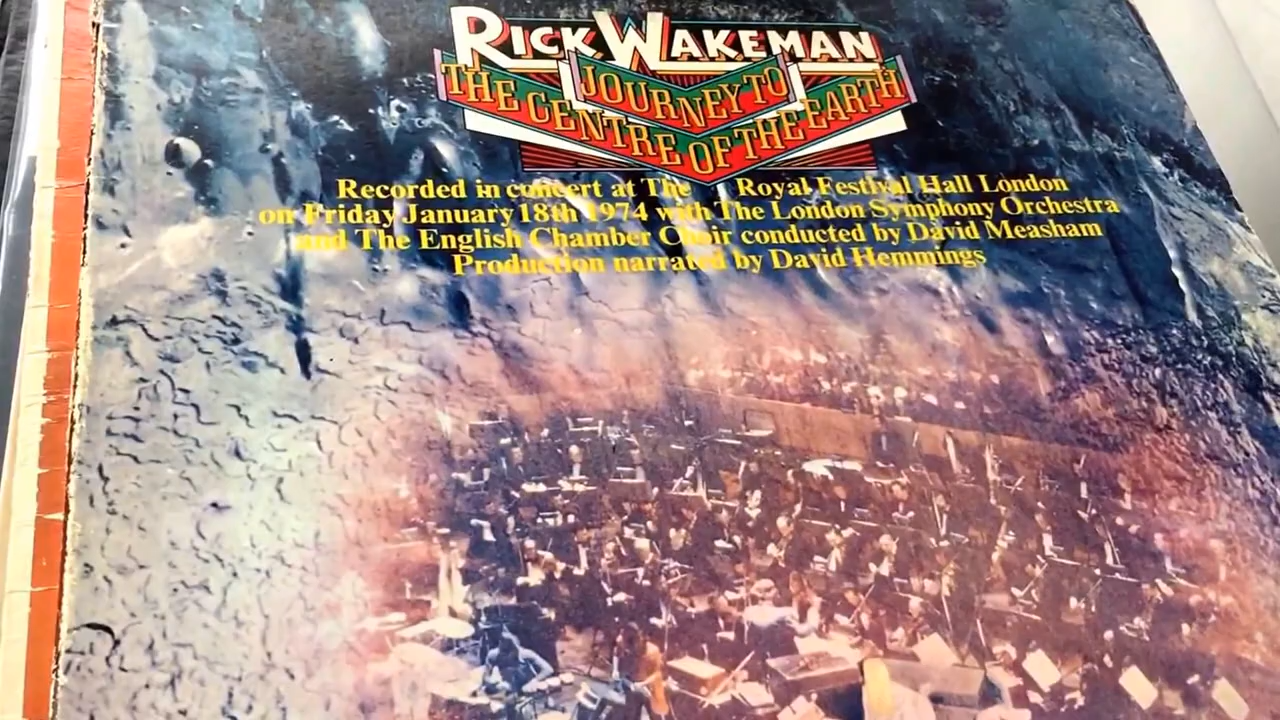 RICK WAKEMAN
JOURNEY TO
THE CENTRE OF THE EARTH
Recorded in concert at The Royal Festival Hall London
on Friday January 18th 1974 with The London Symphony Orchestra
and The English Chamber Choir conducted by David Measham
Production narrated by David Hemmings